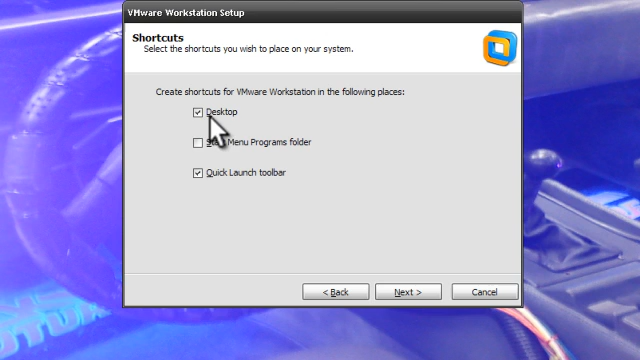 VMware Workstation Setup
Shortcuts
Select the shortcuts you wish to place on your system.
Create shortcuts for VMware Workstation in the following places:
Desktop
Menu Programs folder
Quick Launch toolbar
< Back
Next >
Cancel